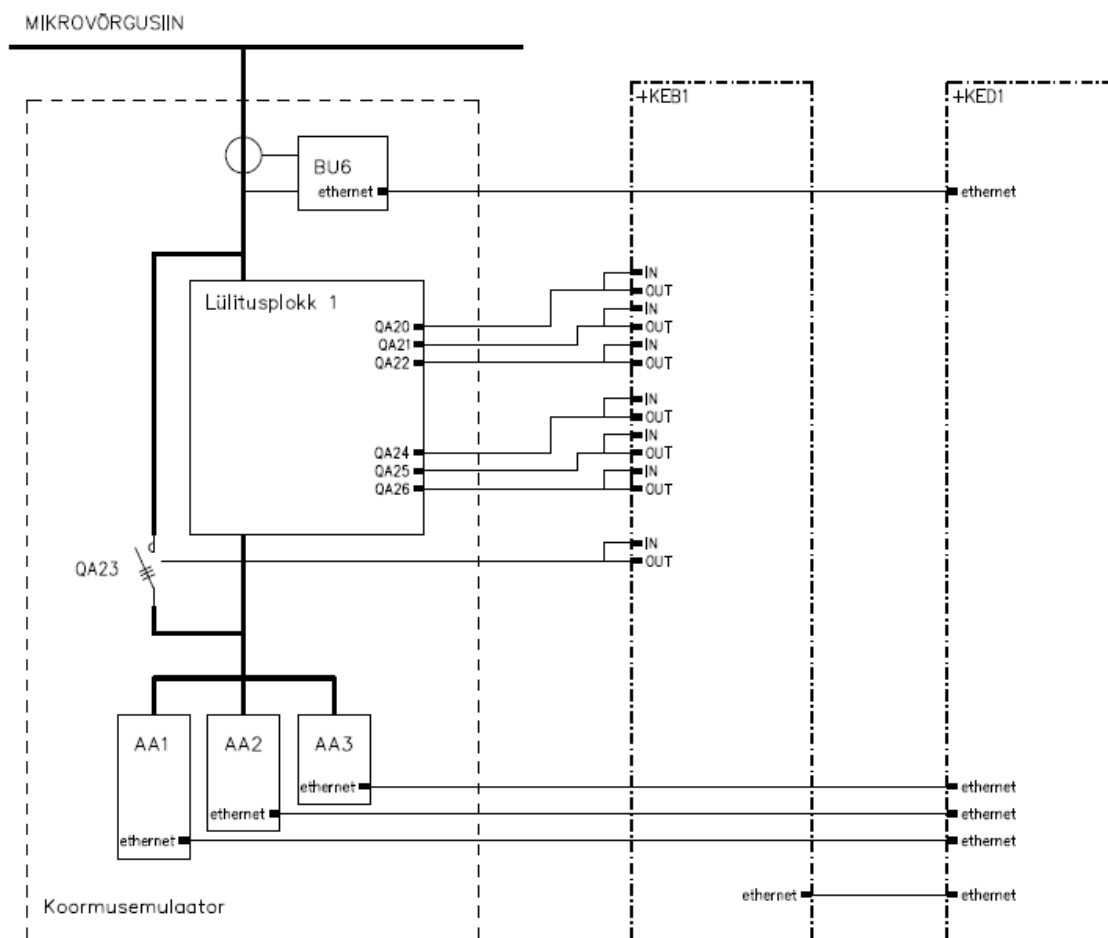 MIKROVÕRGUSIIN
+KEB1
+KED1
BU6
ethernet
ethernet
Lülitusplokk 1
IN
OUT
IN
QA20
OUT
QA21
IN
QA22
OUT
IN
OUT
IN
QA24
OUT
QA25
IN
QA26
OUT
IN
OUT
QA23
AA1
AA2
AA3
ethernet
ethernet
ethernet
ethernet
ethernet
ethernet
ethernet
ethernet
Koormusemulaator